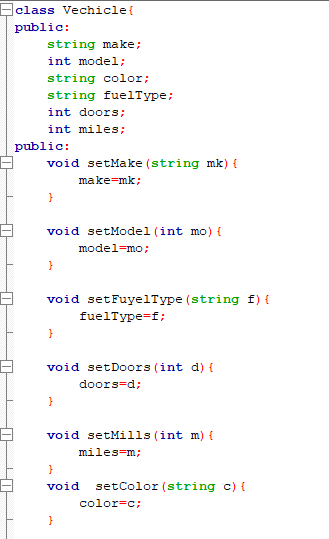 class Vechicle{
public:
string make;
int model;
string color;
string fuelType;
int doors;
int miles;
public:
void setMake(string mk){
make=mk;
}
void setModel(int mo){
model=mo;
}
void setFuyelType(string f){
fuelType=f;
}
void setDoors(int d){
doors=d;
}
void setMills(int m){
miles=m;
}
void  setColor(string c){
color=c;
}